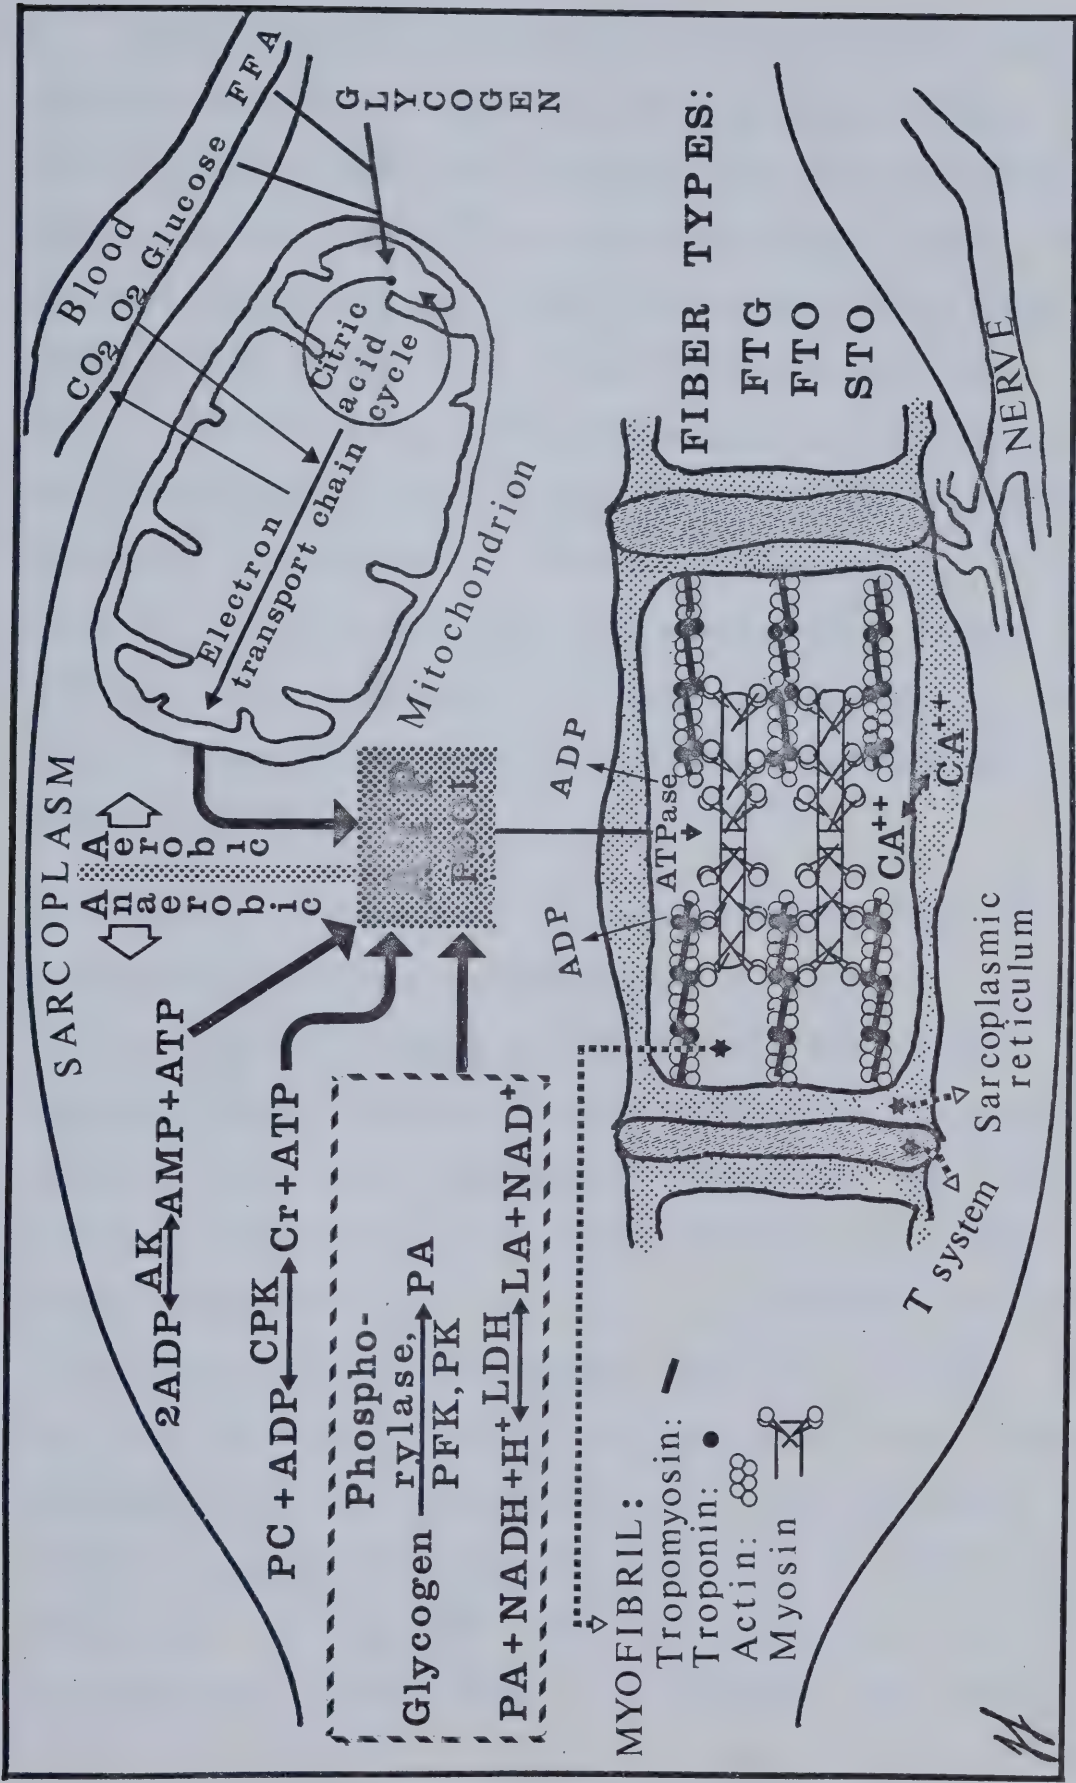 SARCOPLASM
Anaerobic
Aerobic
Blood
CO2 O2 Glucose FFA
GLYCOGEN
2ADP AK AMP+ATP
PC+ADP CPK Cr+ATP
Phospho-
rylase,
Glycogen PA
PFK, PK
PA+NADH+H+ LDH LA+NAD+
ATP
POOL
Electron
transport chain
Citric
acid
cycle
Mitochondrion
MYOFIBRIL:
Tropomyosin:
Troponin:
Actin:
Myosin
ADP
ATPase
ADP
CA++
CA++
T system
Sarcoplasmic
reticulum
FIBER TYPES:
FTG
FTO
STO
NERVE